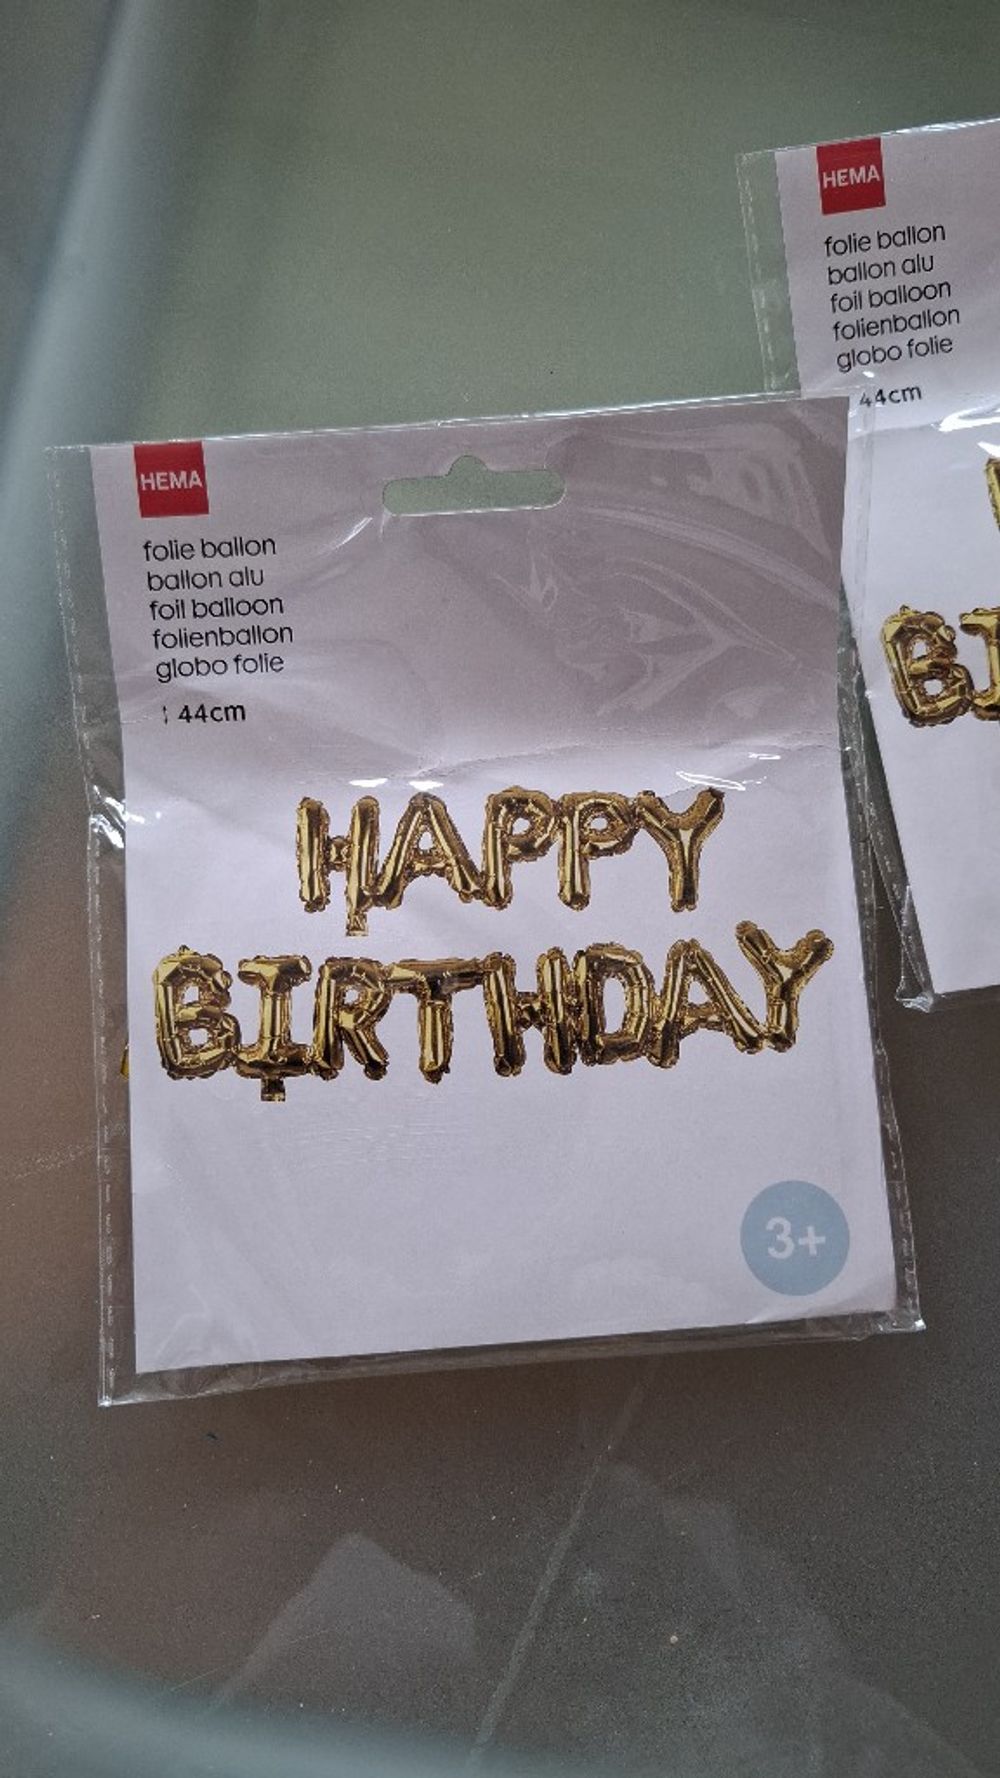 HEMA
folie ballon
ballon alu
foil balloon
folienballon
globo folie
44cm
HAPPY
BIRTHDAY
3+
HEMA
folie ballon
ballon alu
foil balloon
folienballon
globo folie
44cm
BI